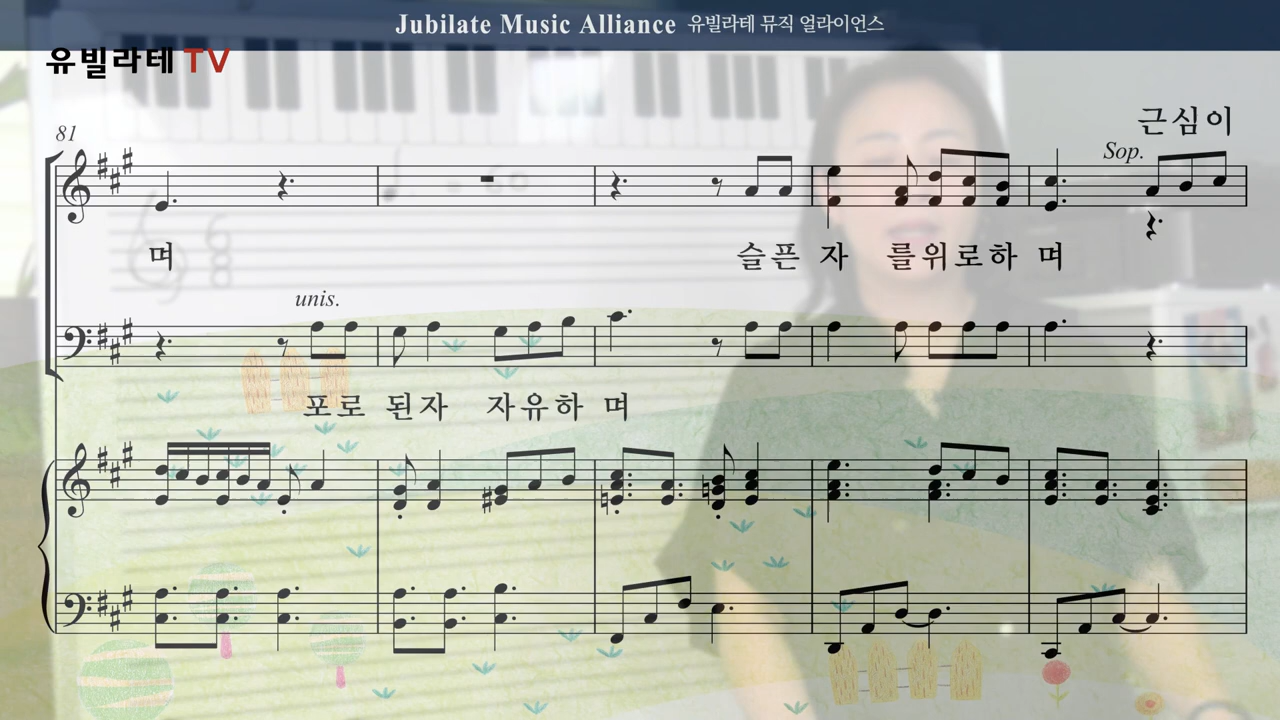 Jubilate Music Alliance 유빌라테 뮤직 얼라이언스
유빌라테 TV
근심이
81
Sop.
며 슬픈 자 를위로하 며
unis.
포로 된자 자유하 며